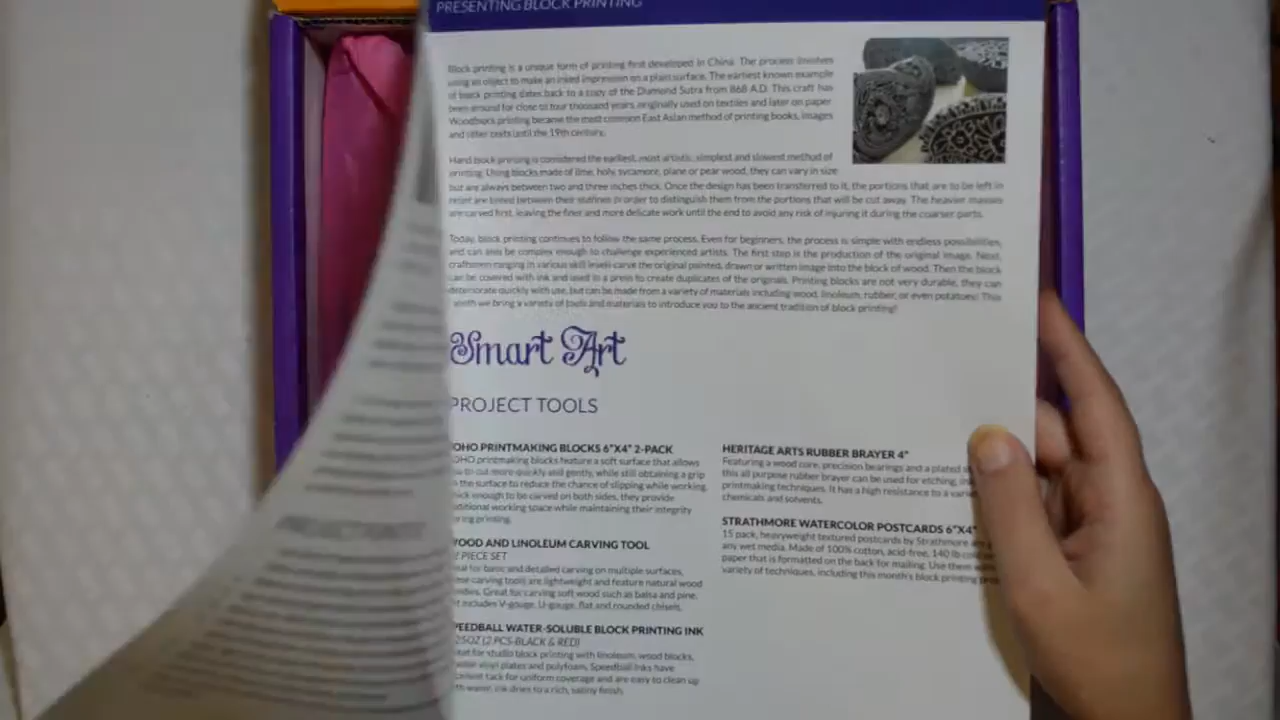 PRESENTING BLOCK PRINTING
Block printing is a unique form of printing first developed in China. The process involves
using an object to make an inked impression on a plain surface. The earliest known example
of block printing dates back to a copy of the Diamond Sutra from 868 A.D. This craft has
been around for close to four thousand years, originally used on textiles and later on paper
Woodblock printing became the most common East Asian method of printing books, images
and other texts until the 19th century.
Hand block printing is considered the earliest, most artistic, simplest and slowest method of
printing. Using blocks made of lime, holy, sycamore, plane or pear wood, they can vary in size
but are always between two and three inches thick. Once the design has been transferred to it, the portions that are to be left in
relief are tinted between their outlines in order to distinguish them from the portions that will be cut away. The heavier masses
are carved first, leaving the finer and more delicate work until the end to avoid any risk of injuring it during the coarser parts.
Today, block printing continues to follow the same process. Even for beginners, the process is simple with endless possibilities,
and can also be complex enough to challenge experienced artists. The first step is the production of the original image. Next,
craftsmen ranging in various skill levels carve the original painted, drawn or written image into the block of wood. Then the block
can be covered with ink and used in a press to create duplicates of the originals. Printing blocks are not very durable, they can
deteriorate quickly with use, but can be made from a variety of materials including wood, linoleum, rubber, or even potatoes! This
we bring a variety of tools and materials to introduce you to the ancient tradition of block printing!
Smart Art
PROJECT TOOLS
OHO PRINTMAKING BLOCKS 6"X4" 2-PACK
OHO printmaking blocks feature a soft surface that allows
to cut more quickly and gently, while still obtaining a grip
the surface to reduce the chance of slipping while working.
enough to be carved on both sides, they provide
working space while maintaining their integrity
printing.
OOD AND LINOLEUM CARVING TOOL
PIECE SET
for basic and detailed carving on multiple surfaces,
carving tools are lightweight and feature natural wood
Great for carving soft wood such as balsa and pine.
includes V-gouge, U-gouge, flat and rounded chisels.
PEEDBALL WATER-SOLUBLE BLOCK PRINTING INK
25OZ (2 PCS-BLACK & RED)
for studio block printing with linoleum, wood blocks,
vinyl plates and polyfoam. Speedball inks have
tack for uniform coverage and are easy to clean up
water, ink dries to a rich, satiny finish.
HERITAGE ARTS RUBBER BRAYER 4"
Featuring a wood core, precision bearings and a plated
this all purpose rubber brayer can be used for etching,
printmaking techniques. It has a high resistance to a
chemicals and solvents.
STRATHMORE WATERCOLOR POSTCARDS 6"X4"
15 pack, heavyweight textured postcards by Strathmore
any wet media. Made of 100% cotton, acid-free, 140 lb
paper that is formatted on the back for mailing. Use them
variety of techniques, including this month's block printing